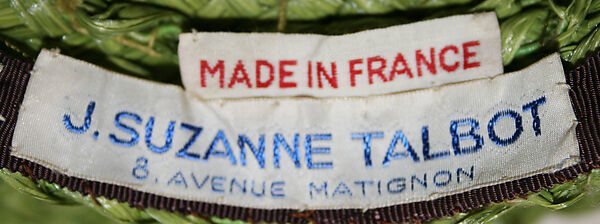 MADE IN FRANCE
J. SUZANNE TALBOT
8. AVENUE MATIGNON